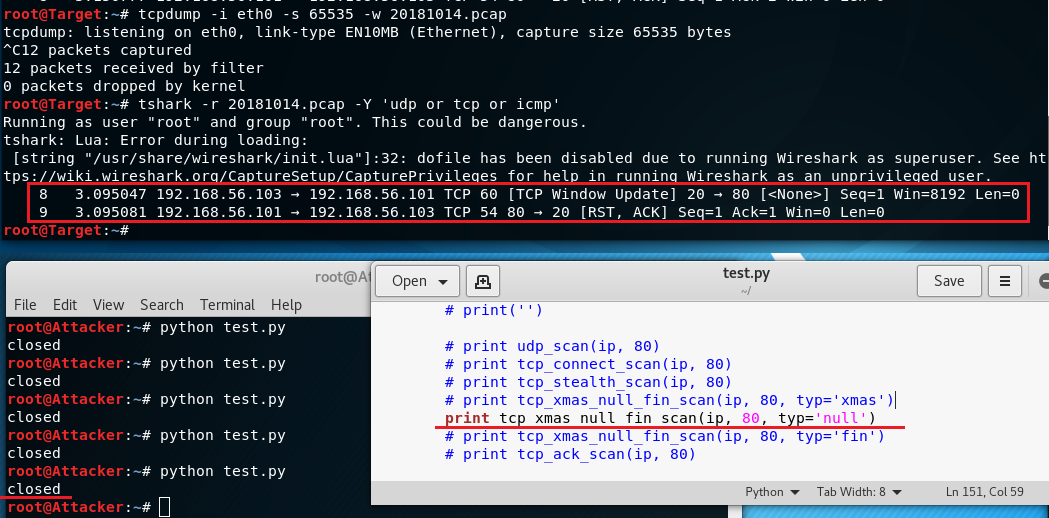 root@Target:~# tcpdump -i eth0 -s 65535 -w 20181014.pcap
tcpdump: listening on eth0, link-type EN10MB (Ethernet), capture size 65535 bytes
^C12 packets captured
12 packets received by filter
0 packets dropped by kernel
root@Target:~# tshark -r 20181014.pcap -Y 'udp or tcp or icmp'
Running as user "root" and group "root". This could be dangerous.
tshark: Lua: Error during loading:
 [string "/usr/share/wireshark/init.lua"]:32: dofile has been disabled due to running Wireshark as superuser. See ht
tps://wiki.wireshark.org/CaptureSetup/CapturePrivileges for help in running Wireshark as an unprivileged user.
8 3.095047 192.168.56.103 → 192.168.56.101 TCP 60 [TCP Window Update] 20 → 80 [<None>] Seq=1 Win=8192 Len=0
9 3.095081 192.168.56.101 → 192.168.56.103 TCP 54 80 → 20 [RST, ACK] Seq=1 Ack=1 Win=0 Len=0
root@Target:~#
root@A
File Edit View Search Terminal Help
root@Attacker:~# python test.py
closed
root@Attacker:~# python test.py
closed
root@Attacker:~# python test.py
closed
root@Attacker:~# python test.py
closed
root@Attacker:~# python test.py
closed
root@Attacker:~#
Open
test.py
~/
Save
# print('')
# print udp_scan(ip, 80)
# print tcp_connect_scan(ip, 80)
# print tcp_stealth_scan(ip, 80)
# print tcp_xmas_null_fin_scan(ip, 80, typ='xmas')
print tcp_xmas_null_fin_scan(ip, 80, typ='null')
# print tcp_xmas_null_fin_scan(ip, 80, typ='fin')
# print tcp_ack_scan(ip, 80)
Python Tab Width: 8 Ln 151, Col 59